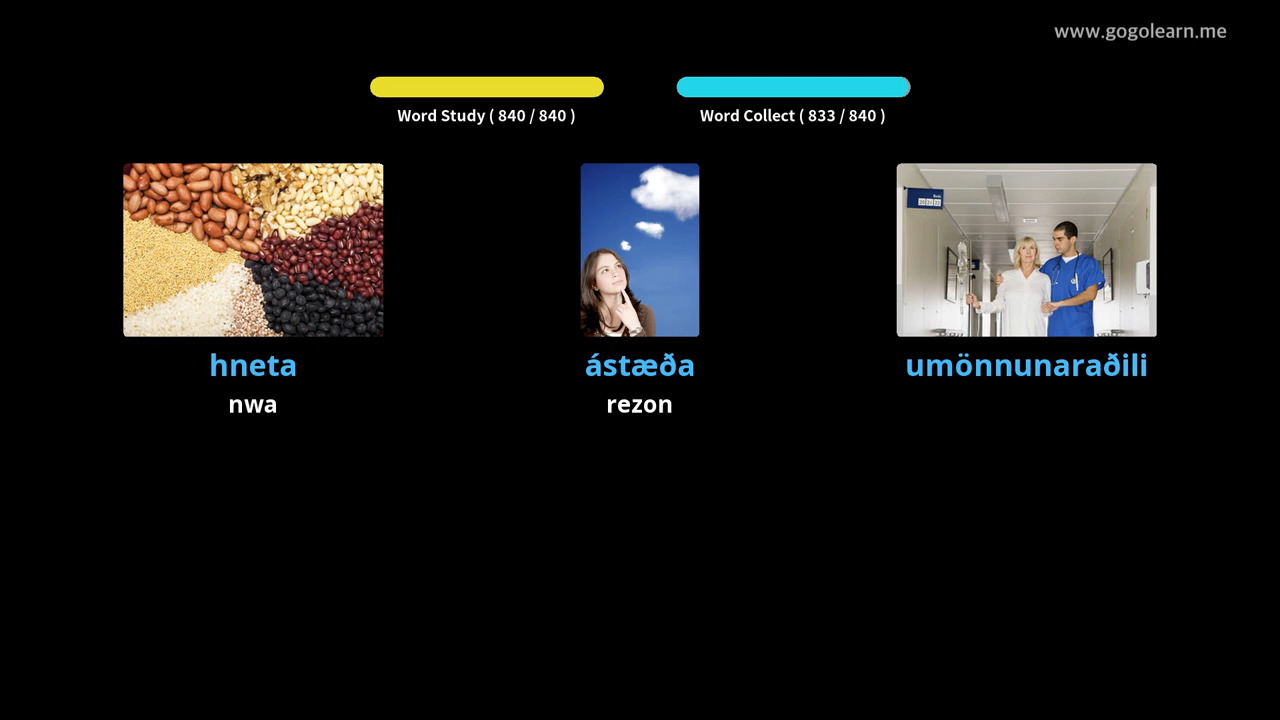 www.gogolearn.me
Word Study ( 840 / 840 )
Word Collect ( 833 / 840 )
hneta
nwa
ástæða
rezon
umönnunaraðili